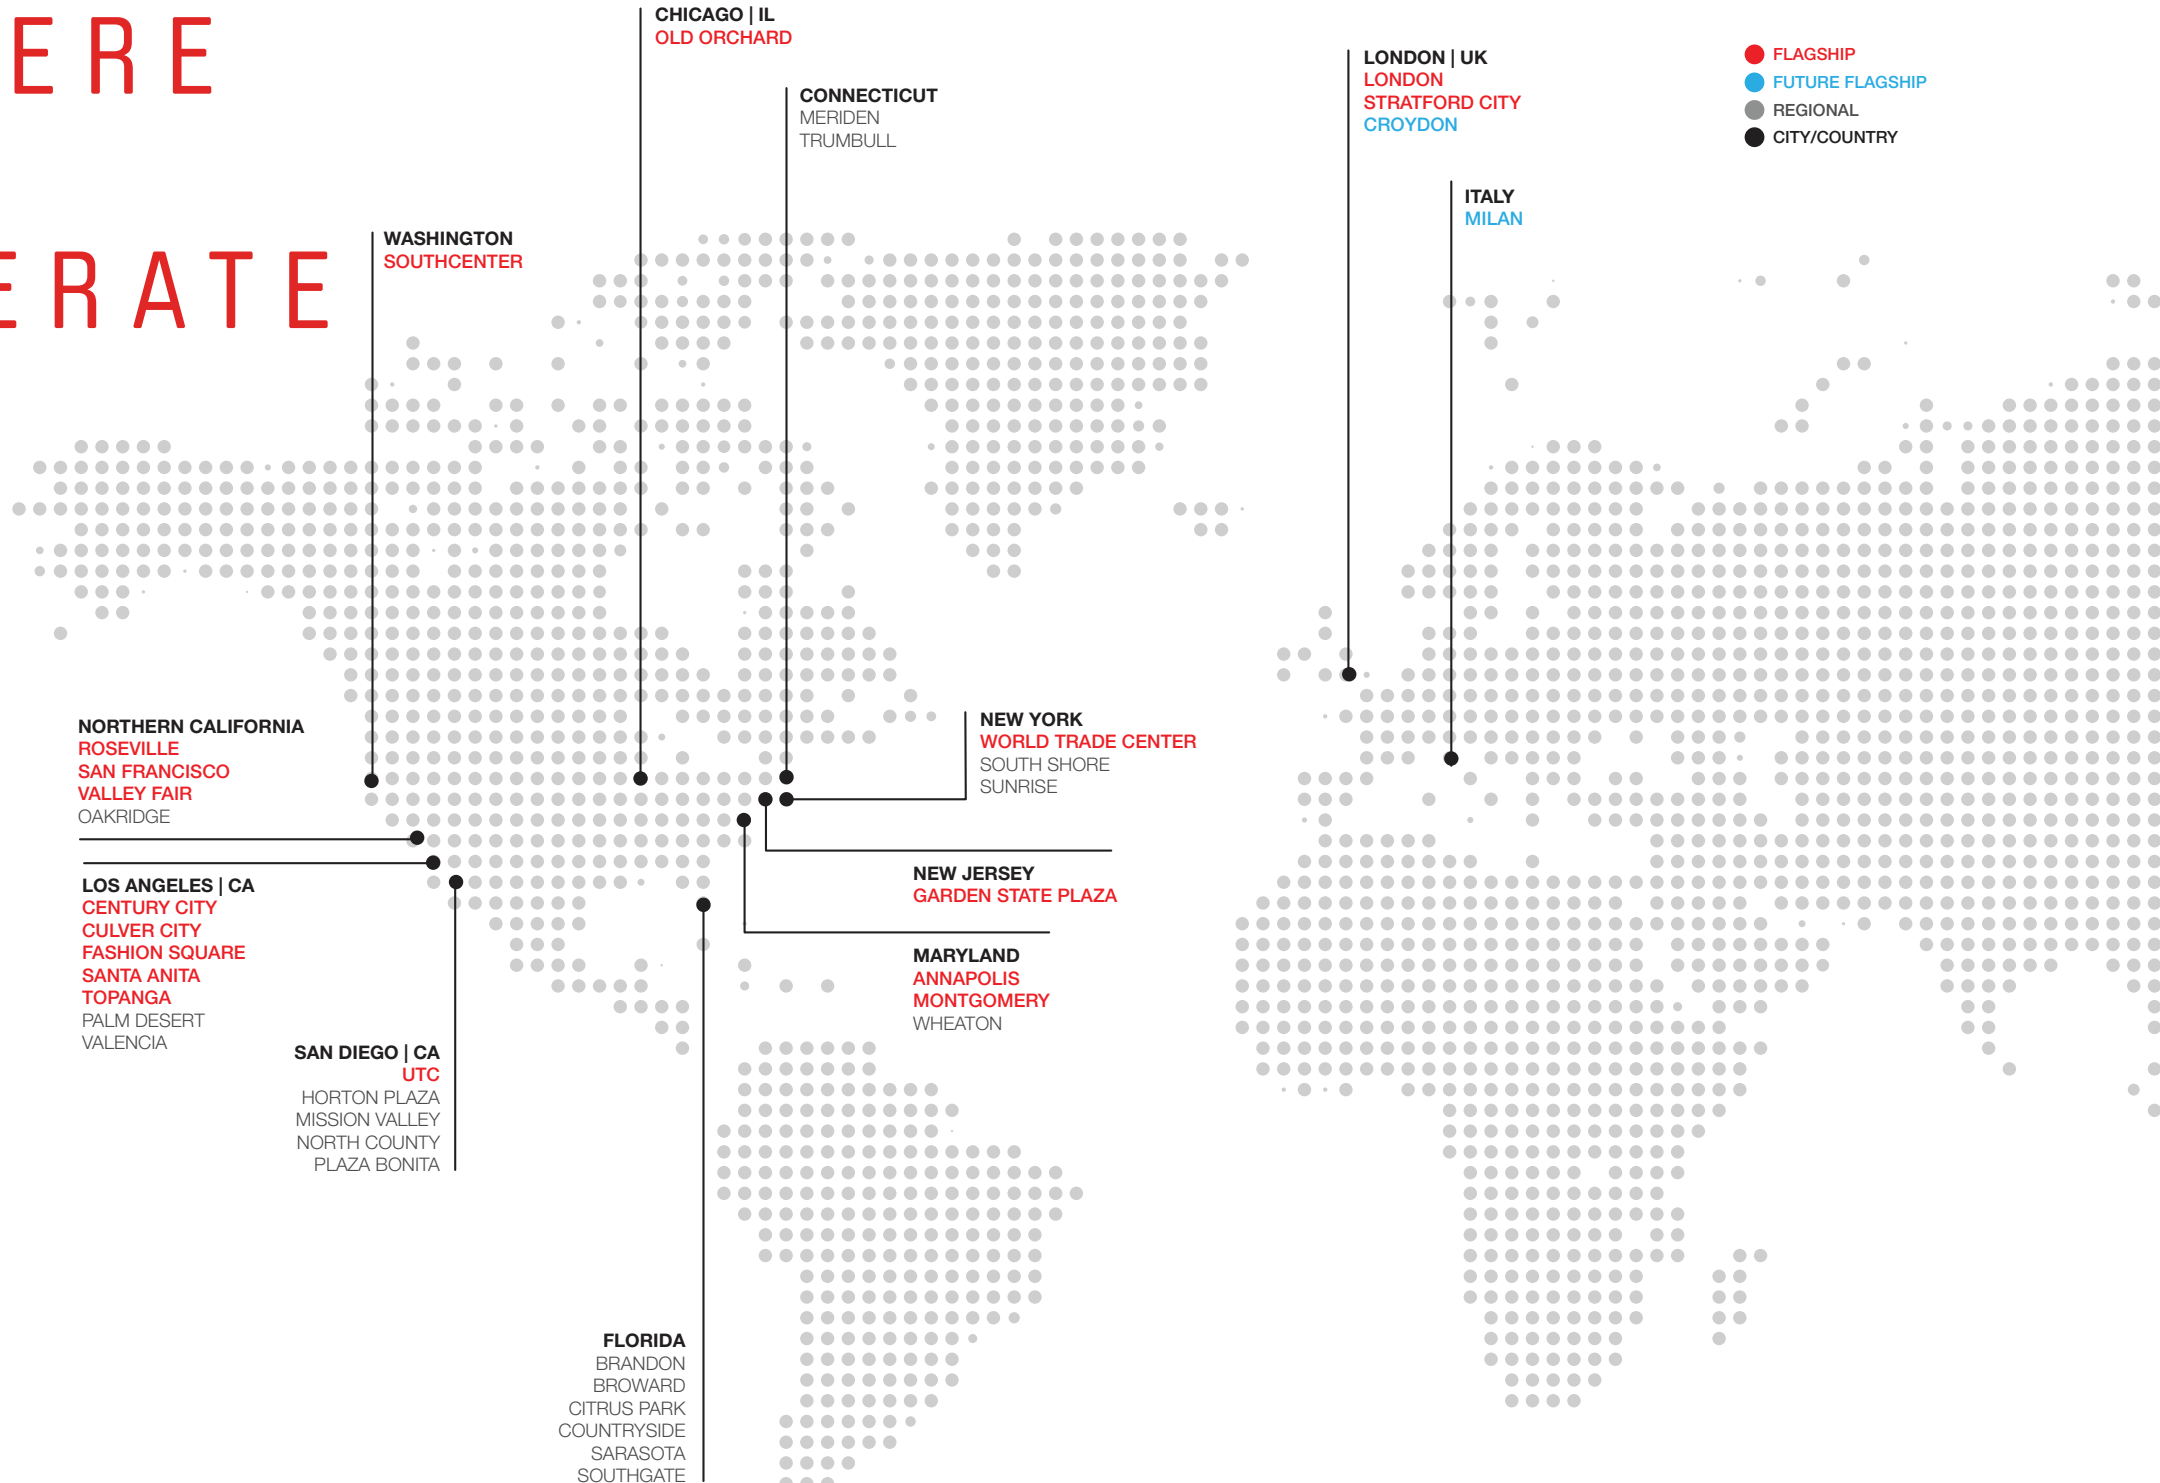 ERE
ERATE
CHICAGO | IL
OLD ORCHARD
CONNECTICUT
MERIDEN
TRUMBULL
LONDON | UK
LONDON
STRATFORD CITY
CROYDON
FLAGSHIP
FUTURE FLAGSHIP
REGIONAL
CITY/COUNTRY
ITALY
MILAN
WASHINGTON
SOUTHCENTER
NORTHERN CALIFORNIA
ROSEVILLE
SAN FRANCISCO
VALLEY FAIR
OAKRIDGE
NEW YORK
WORLD TRADE CENTER
SOUTH SHORE
SUNRISE
LOS ANGELES | CA
CENTURY CITY
CULVER CITY
FASHION SQUARE
SANTA ANITA
TOPANGA
PALM DESERT
VALENCIA
NEW JERSEY
GARDEN STATE PLAZA
MARYLAND
ANNAPOLIS
MONTGOMERY
WHEATON
SAN DIEGO | CA
UTC
HORTON PLAZA
MISSION VALLEY
NORTH COUNTY
PLAZA BONITA
FLORIDA
BRANDON
BROWARD
CITRUS PARK
COUNTRYSIDE
SARASOTA
SOUTHGATE